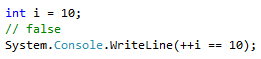 int i = 10;
// false
System.Console.WriteLine(++i == 10);